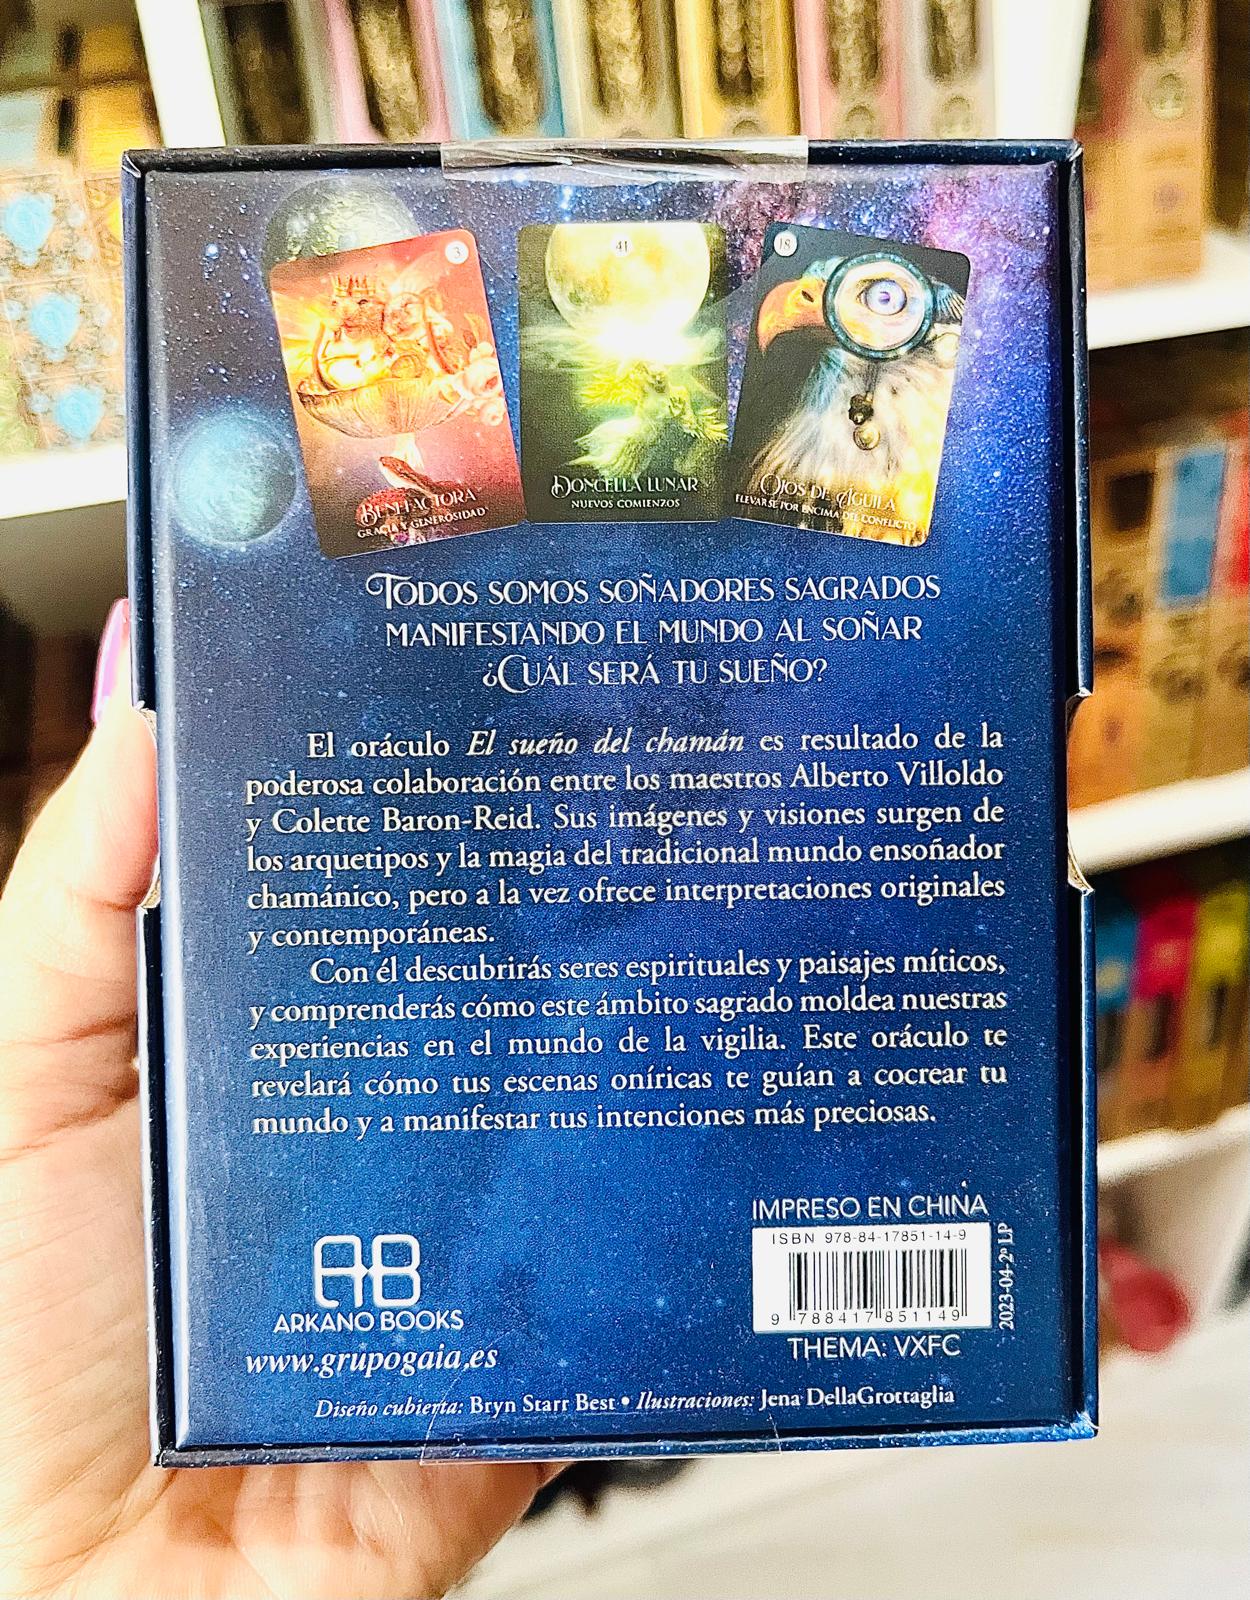 3
BENEFACTORA
GRACIA Y GENEROSIDAD
41
DONCELLA LUNAR
NUEVOS COMIENZOS
18
OJOS DE ÁGUILA
ELEVARSE POR ENCIMA DEL CONFLICTO
TODOS SOMOS SOÑADORES SAGRADOS
MANIFESTANDO EL MUNDO AL SOÑAR
¿CUÁL SERÁ TU SUEÑO?
El oráculo El sueño del chamán es resultado de la
poderosa colaboración entre los maestros Alberto Villoldo
y Colette Baron-Reid. Sus imágenes y visiones surgen de
los arquetipos y la magia del tradicional mundo ensoñador
chamánico, pero a la vez ofrece interpretaciones originales
y contemporáneas.
Con él descubrirás seres espirituales y paisajes míticos,
y comprenderás cómo este ámbito sagrado moldea nuestras
experiencias en el mundo de la vigilia. Este oráculo te
revelará cómo tus escenas oníricas te guían a cocrear tu
mundo y a manifestar tus intenciones más preciosas.
AB
ARKANO BOOKS
www.grupogaia.es
IMPRESO EN CHINA
ISBN 978-84-17851-14-9
9 788417 851149
2023-04-2ª LP
THEMA: VXFC
Diseño cubierta: Bryn Starr Best • Ilustraciones: Jena DellaGrottaglia